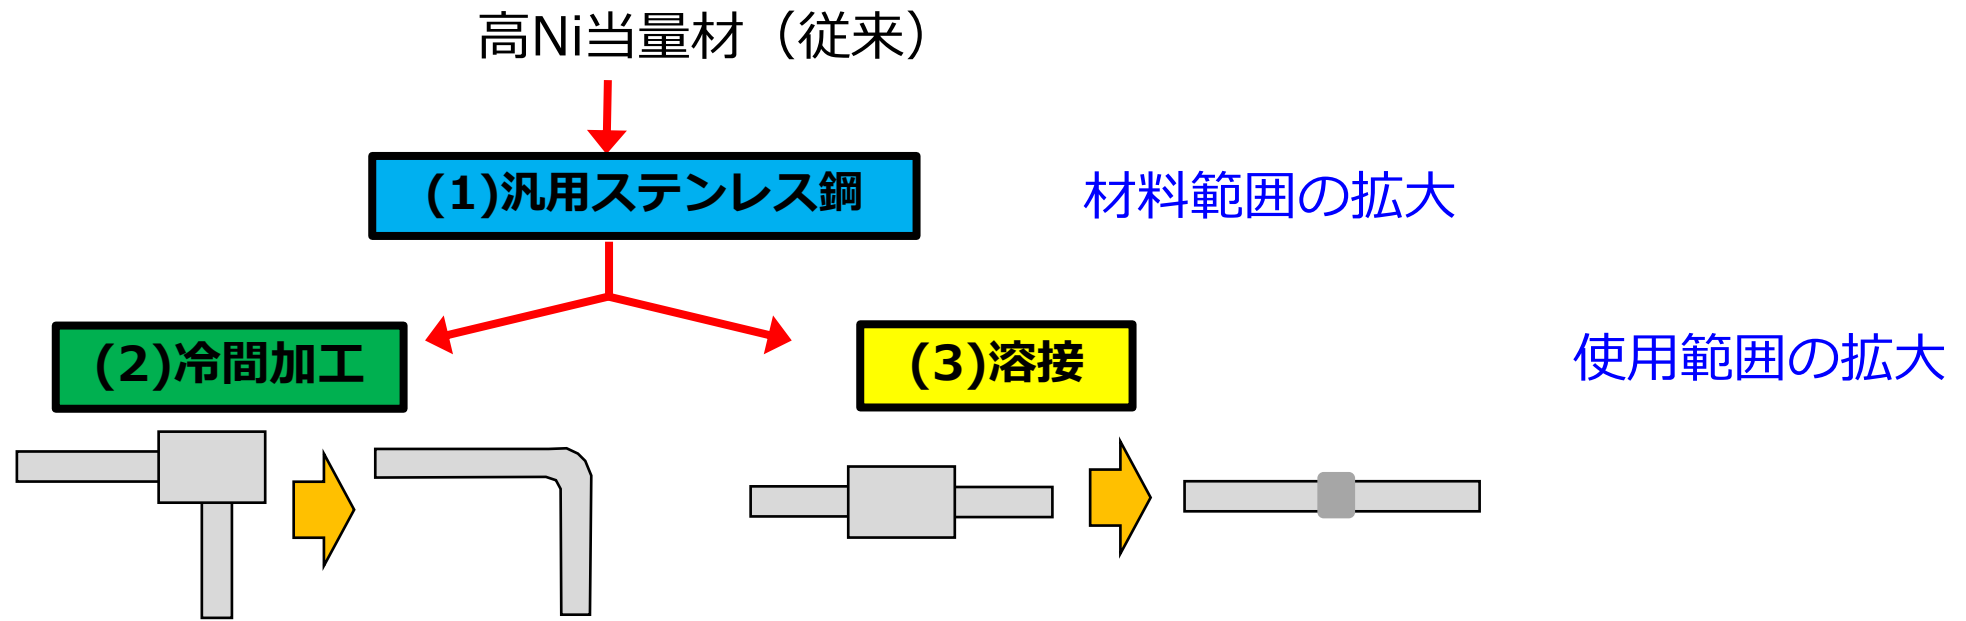 高Ni当量材（従来）
(1)汎用ステンレス鋼
材料範囲の拡大
(2)冷間加工
(3)溶接
使用範囲の拡大